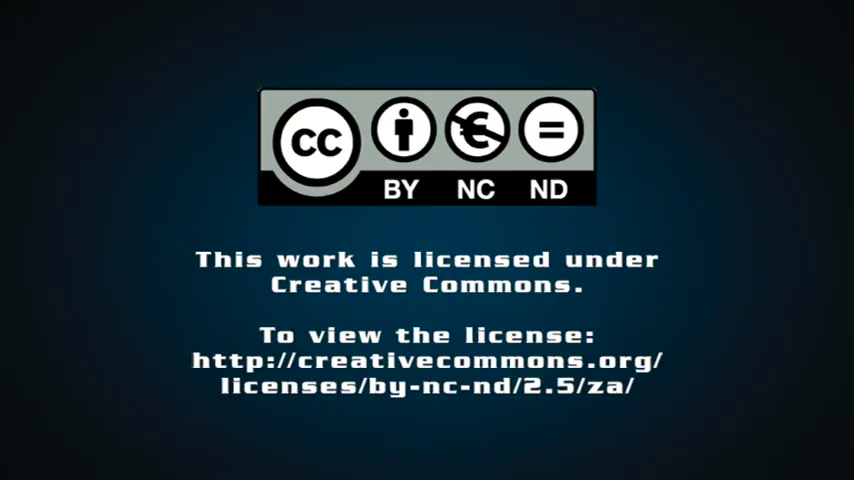 CC
BY NC ND
This work is licensed under
Creative Commons.
To view the license:
http://creativecommons.org/
licenses/by-nc-nd/2.5/za/